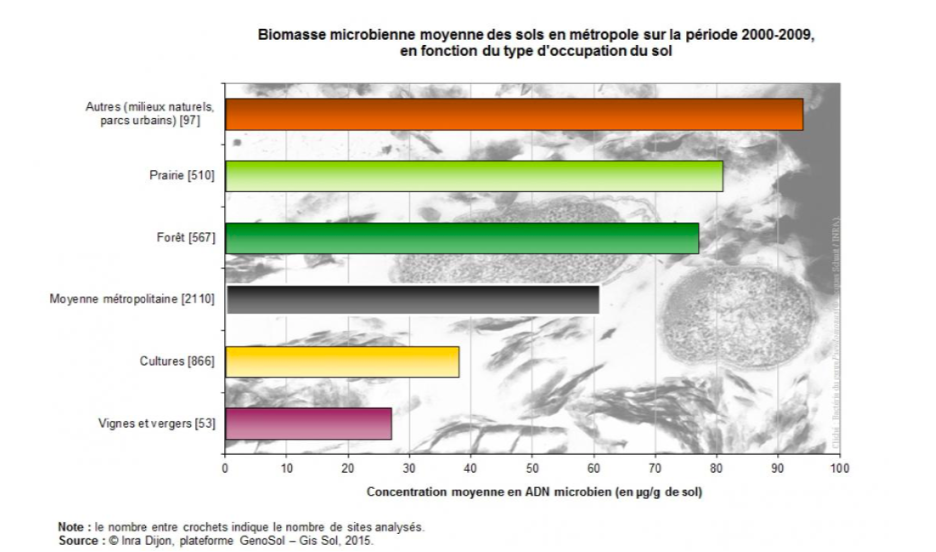 Biomasse microbienne moyenne des sols en métropole sur la période 2000-2009,
en fonction du type d'occupation du sol
Autres (milieux naturels,
parcs urbains) [97]
Prairie [510]
Forêt [567]
Moyenne métropolitaine [2110]
Cultures [866]
Vignes et vergers [53]
0 10 20 30 40 50 60 70 80 90 100
Concentration moyenne en ADN microbien (en µg/g de sol)
Note : le nombre entre crochets indique le nombre de sites analysés.
Source : © Inra Dijon, plateforme GenoSol – Gis Sol, 2015.